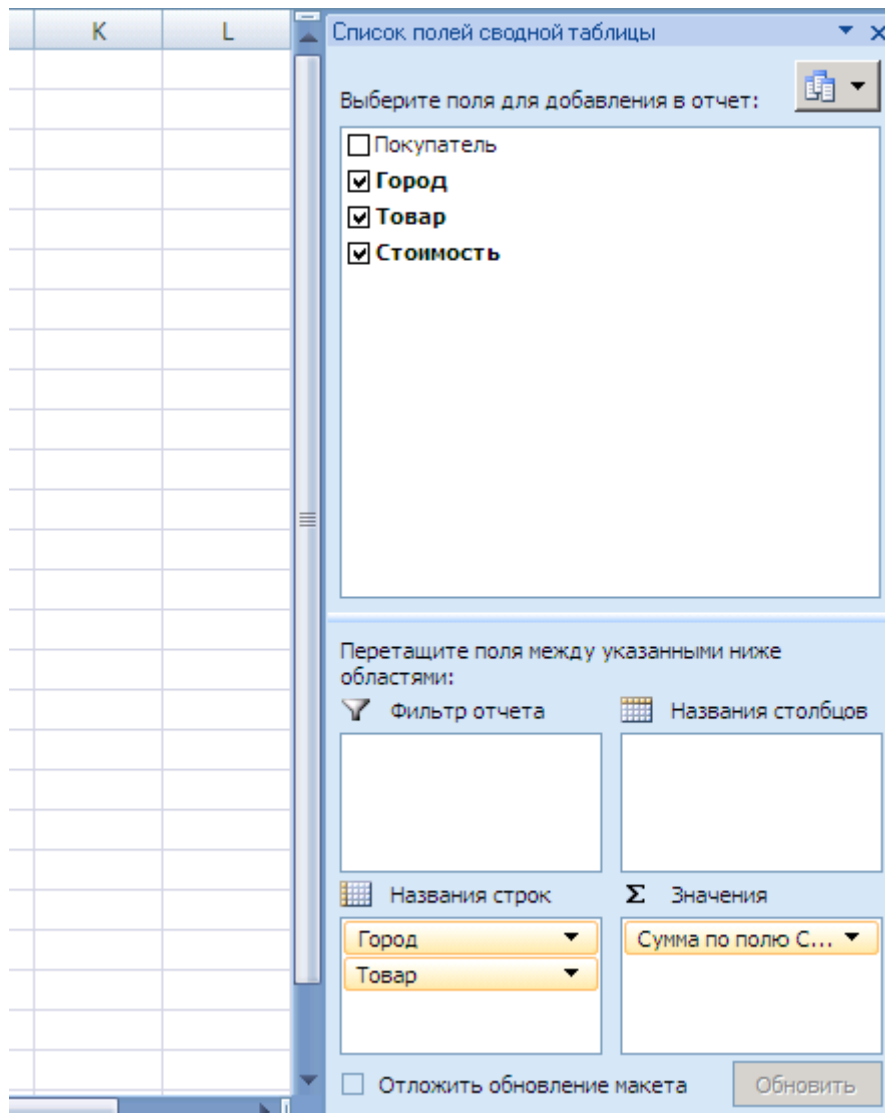 K L
Список полей сводной таблицы
Выберите поля для добавления в отчет:
Покупатель
Город
Товар
Стоимость
Перетащите поля между указанными ниже
областями:
Фильтр отчета
Названия столбцов
Названия строк
Σ Значения
Город
Товар
Сумма по полю С...
Отложить обновление макета
Обновить